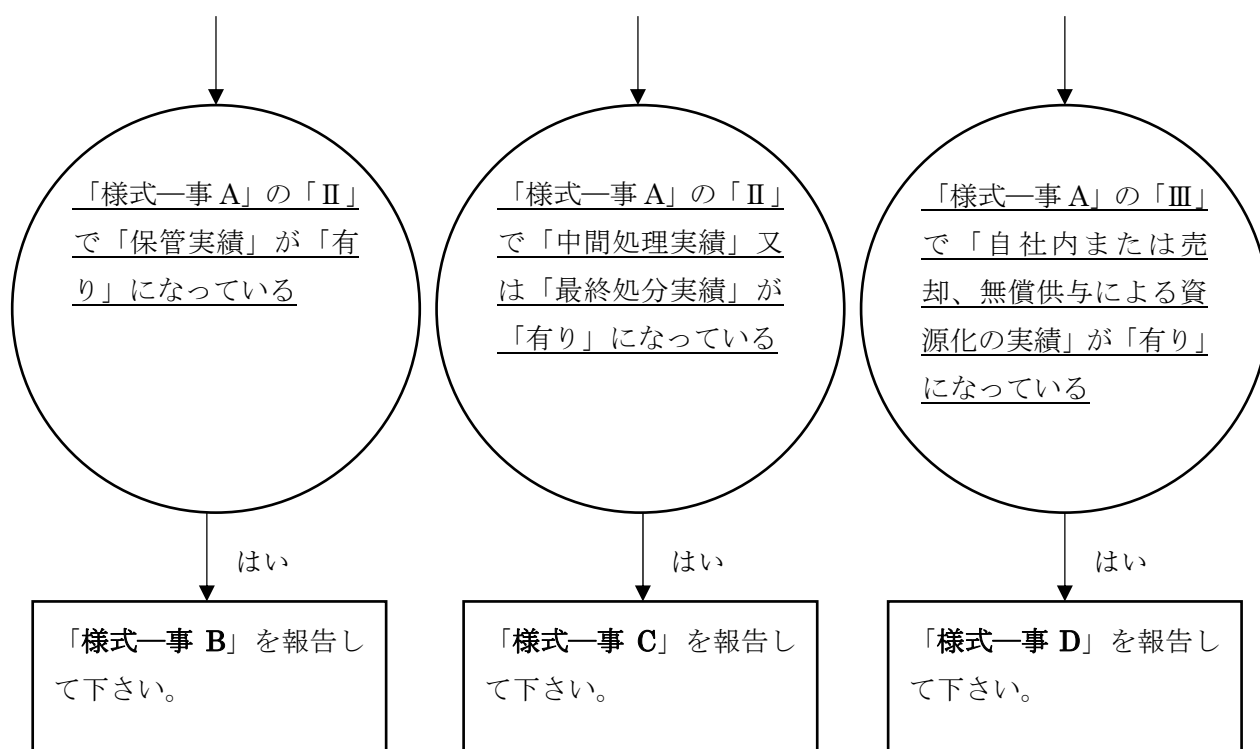 「様式―事 A」の「Ⅱ」
で「保管実績」が「有
り」になっている
「様式―事 A」の「Ⅱ」
で「中間処理実績」又
は「最終処分実績」が
「有り」になっている
「様式―事 A」の「Ⅲ」
で「自社内または売
却、無償供与による資
源化の実績」が「有り」
になっている
はい
はい
はい
「様式―事 B」を報告し
て下さい。
「様式―事 C」を報告し
て下さい。
「様式―事 D」を報告し
て下さい。